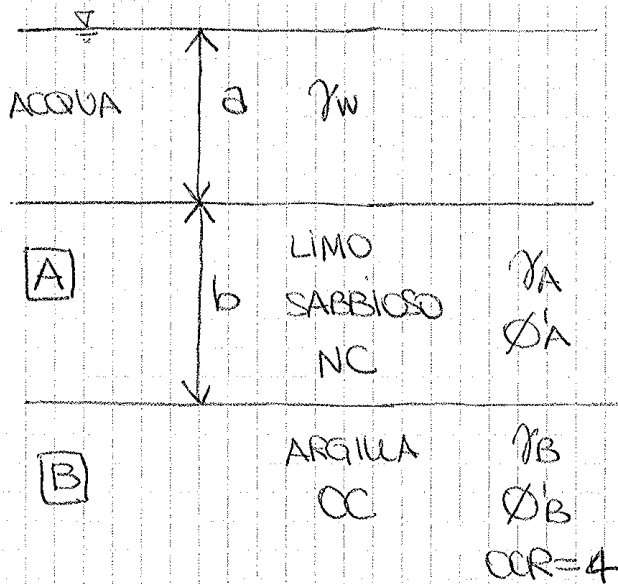 ACQUA a γw
A b LIMO SABBIOSO NC γA Ø'A
B ARGILLA OC γB Ø'B OCR=4